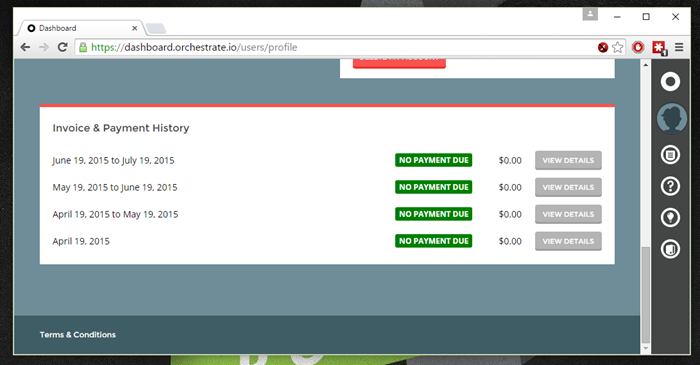 Dashboard
https://dashboard.orchestrate.io/users/profile
Invoice & Payment History
June 19, 2015 to July 19, 2015 NO PAYMENT DUE $0.00 VIEW DETAILS
May 19, 2015 to June 19, 2015 NO PAYMENT DUE $0.00 VIEW DETAILS
April 19, 2015 to May 19, 2015 NO PAYMENT DUE $0.00 VIEW DETAILS
April 19, 2015 NO PAYMENT DUE $0.00 VIEW DETAILS
Terms & Conditions